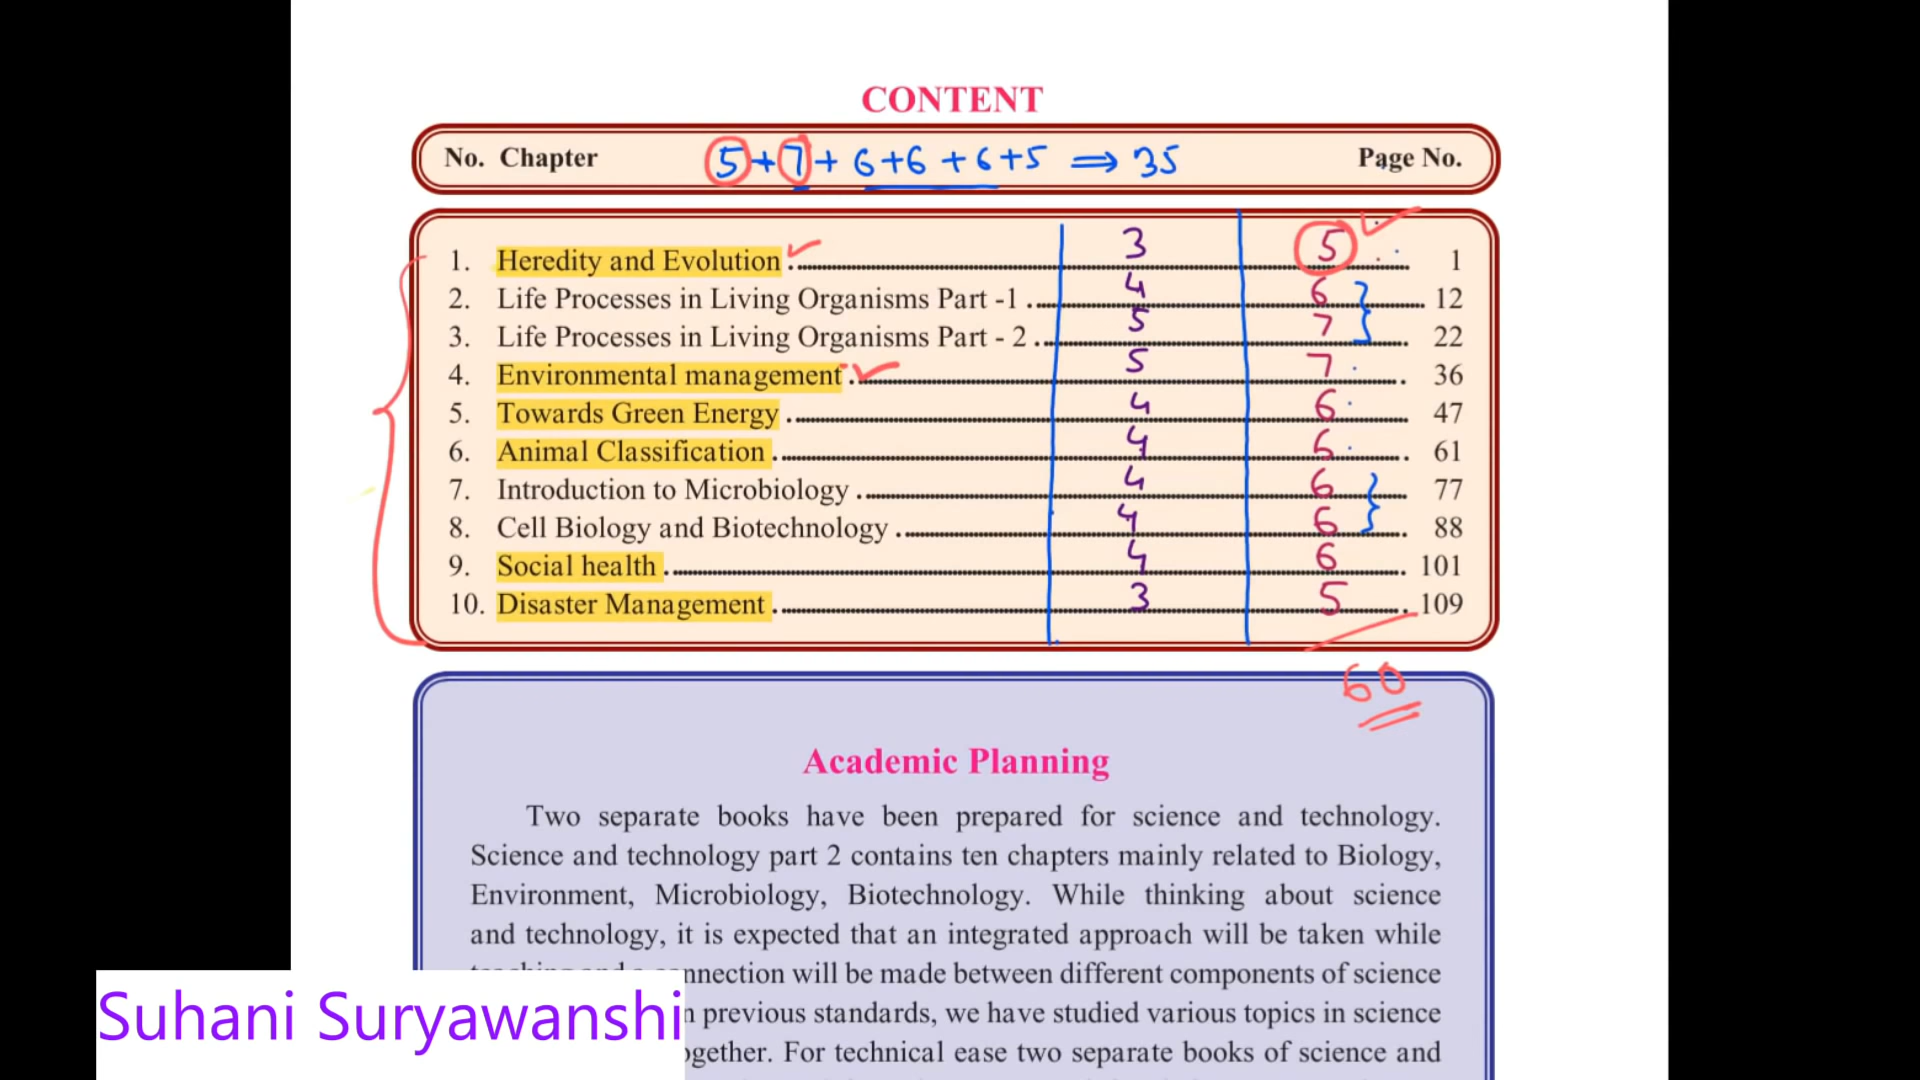 CONTENT
No. Chapter 5+7+6+6+6+5 ⇒ 35 Page No.
1. Heredity and Evolution 3 5 1
2. Life Processes in Living Organisms Part -1 4 6 12
3. Life Processes in Living Organisms Part - 2 5 7 22
4. Environmental management 5 7 36
5. Towards Green Energy 4 6 47
6. Animal Classification 4 6 61
7. Introduction to Microbiology 4 6 77
8. Cell Biology and Biotechnology 4 6 88
9. Social health 4 6 101
10. Disaster Management 3 5 109
60
Academic Planning
Two separate books have been prepared for science and technology.
Science and technology part 2 contains ten chapters mainly related to Biology,
Environment, Microbiology, Biotechnology. While thinking about science
and technology, it is expected that an integrated approach will be taken while
nnection will be made between different components of science
previous standards, we have studied various topics in science
ogether. For technical ease two separate books of science and
Suhani Suryawanshi